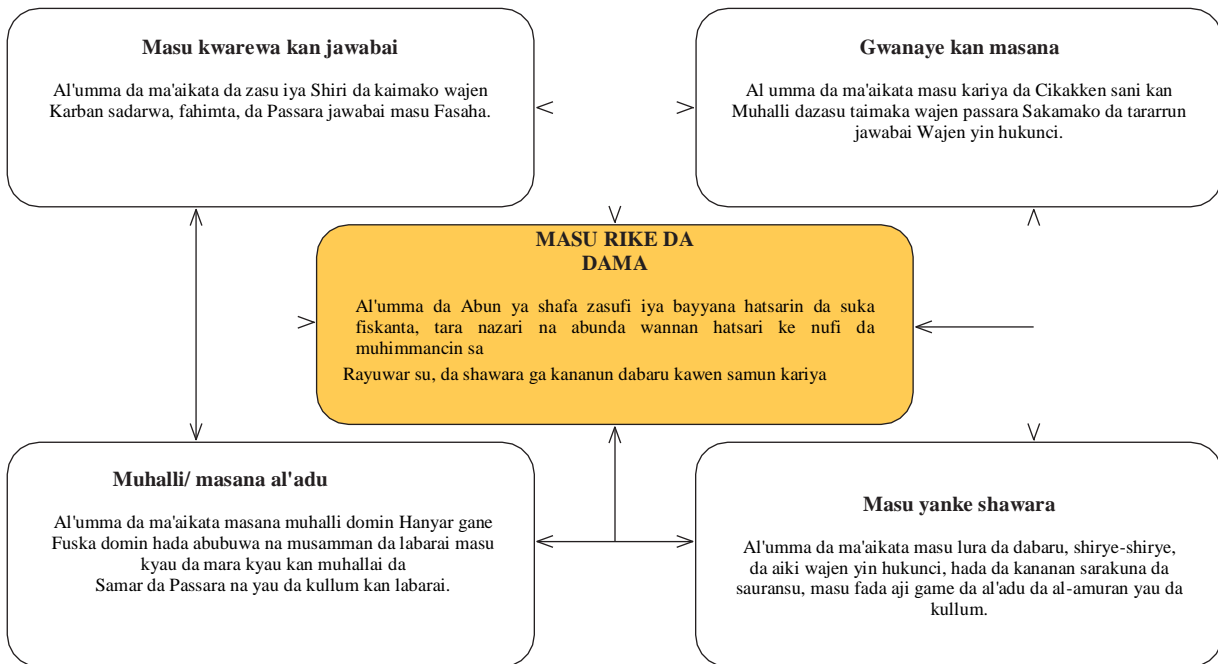 Masu kwarewa kan jawabai
Al'umma da ma'aikata da zasu iya Shiri da kaimako wajen
Karban sadarwa, fahimta, da Passara jawabai masu Fasaha.
Gwanaye kan masana
Al umma da ma'aikata masu kariya da Cikakken sani kan
Muhalli dazasu taimaka wajen passara Sakamako da tararrun
jawabai Wajen yin hukunci.
MASU RIKE DA
DAMA
Al'umma da Abun ya shafa zasufi iya bayyana hatsarin da suka
fiskanta, tara nazari na abunda wannan hatsari ke nufi da
muhimmancin sa
Rayuwar su, da shawara ga kananun dabaru kawen samun kariya
Muhalli/ masana al'adu
Al'umma da ma'aikata masana muhalli domin Hanyar gane
Fuska domin hada abubuwa na musamman da labarai masu
kyau da mara kyau kan muhallai da
Samar da Passara na yau da kullum kan labarai.
Masu yanke shawara
Al'umma da ma'aikata masu lura da dabaru, shirye-shirye,
da aiki wajen yin hukunci, hada da kananan sarakuna da
sauransu, masu fada aji game da al'adu da al-amuran yau da
kullum.